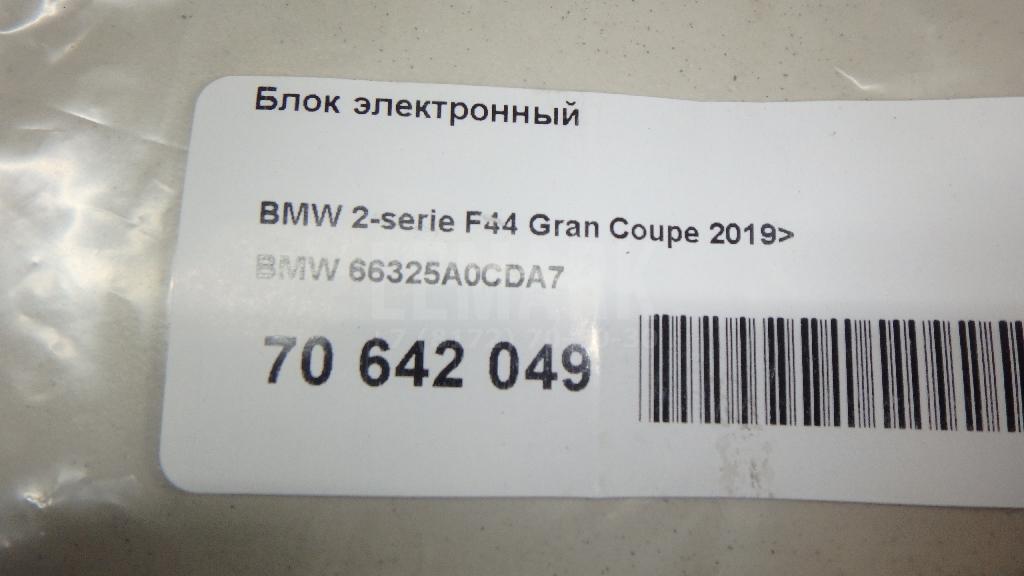 Блок электронный
BMW 2-serie F44 Gran Coupe 2019>
BMW 66325A0CDA7
70 642 049